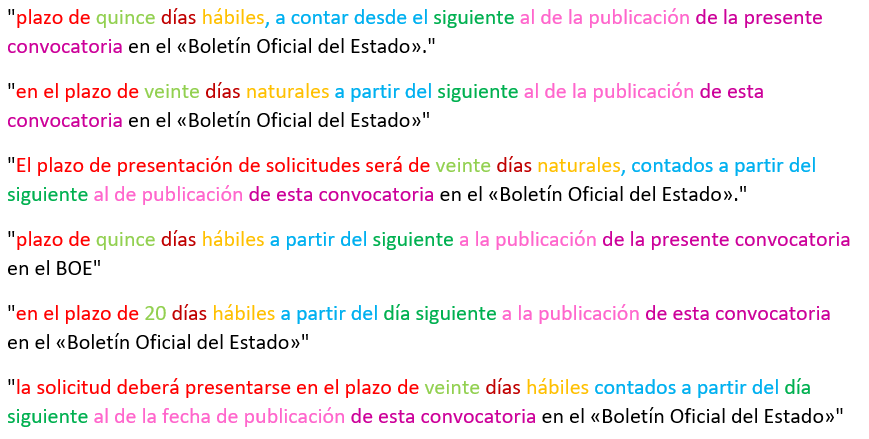 "plazo de quince días hábiles, a contar desde el siguiente al de la publicación de la presente
convocatoria en el «Boletín Oficial del Estado»."
"en el plazo de veinte días naturales a partir del siguiente al de la publicación de esta
convocatoria en el «Boletín Oficial del Estado»"
"El plazo de presentación de solicitudes será de veinte días naturales, contados a partir del
siguiente al de publicación de esta convocatoria en el «Boletín Oficial del Estado»."
"plazo de quince días hábiles a partir del siguiente a la publicación de la presente convocatoria
en el BOE"
"en el plazo de 20 días hábiles a partir del día siguiente a la publicación de esta convocatoria
en el «Boletín Oficial del Estado»"
"la solicitud deberá presentarse en el plazo de veinte días hábiles contados a partir del día
siguiente al de la fecha de publicación de esta convocatoria en el «Boletín Oficial del Estado»"